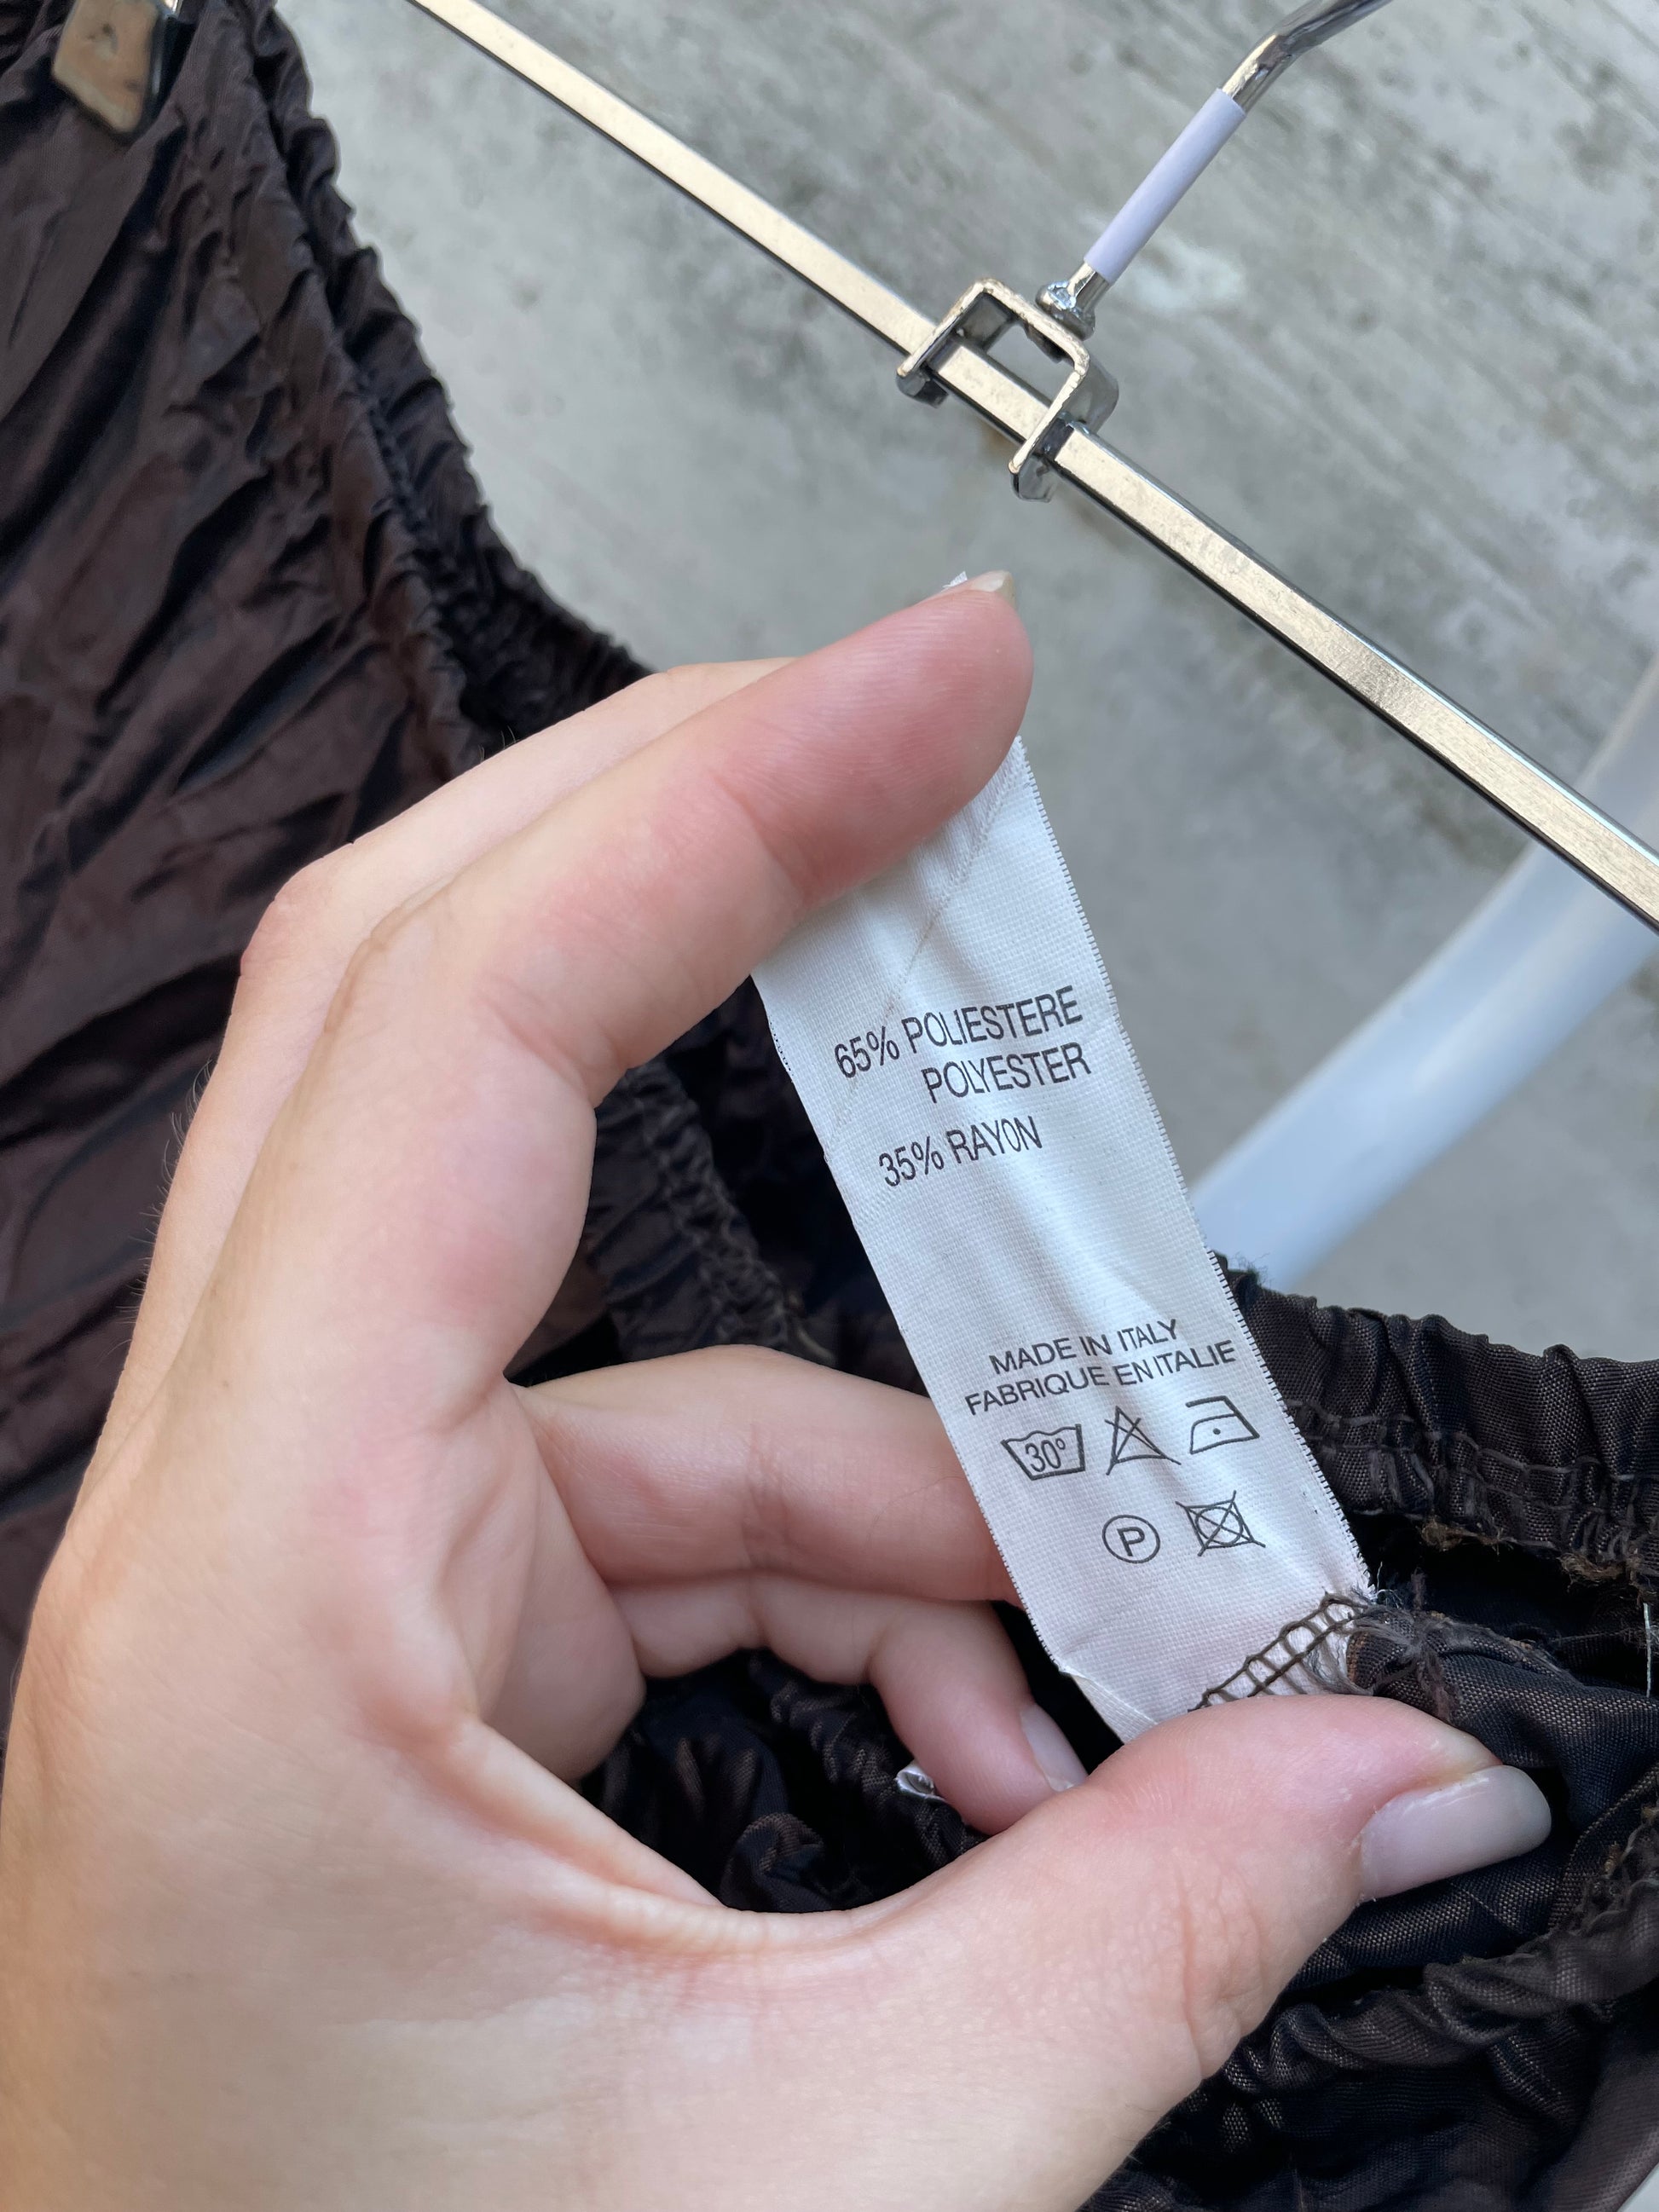 65% POLIESTERE
POLYESTER
35% RAYON
MADE IN ITALY
FABRIQUE EN ITALIE
30°
P